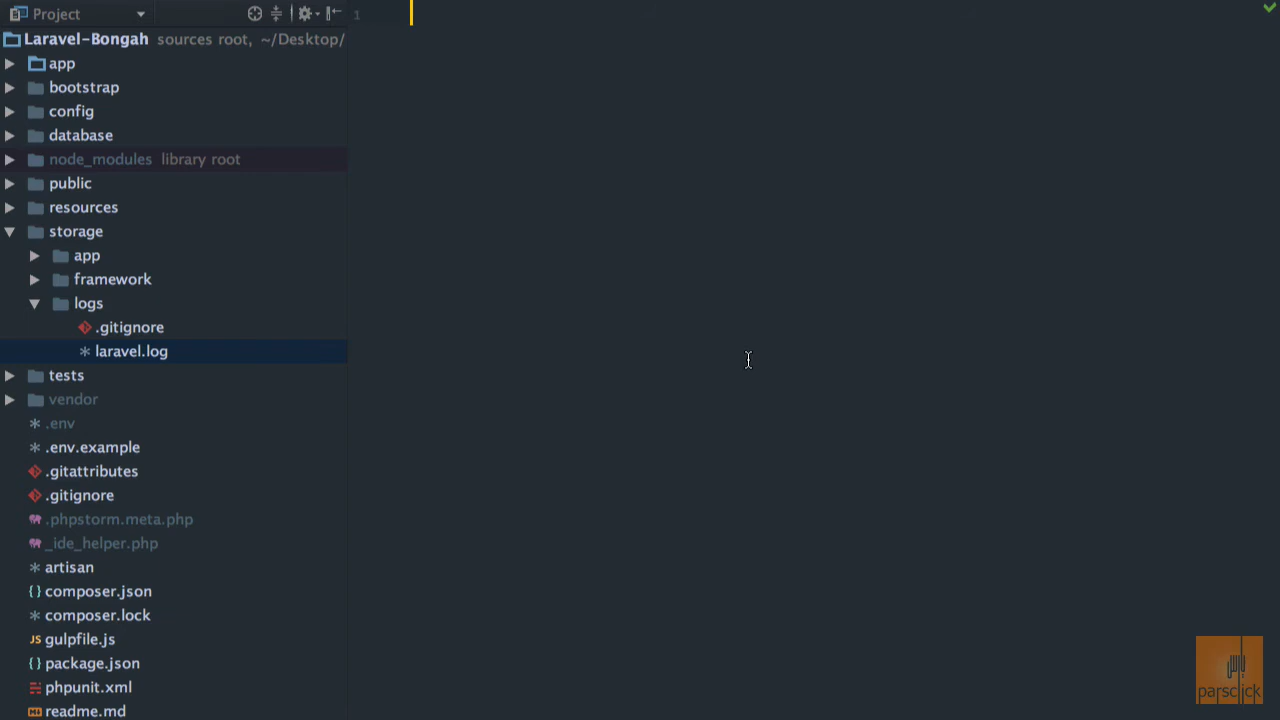 Project
1
Laravel-Bongah sources root, ~/Desktop/
app
bootstrap
config
database
node_modules library root
public
resources
storage
app
framework
logs
.gitignore
laravel.log
tests
vendor
.env
.env.example
.gitattributes
.gitignore
.phpstorm.meta.php
_ide_helper.php
artisan
composer.json
composer.lock
gulpfile.js
package.json
phpunit.xml
readme.md
parsclick